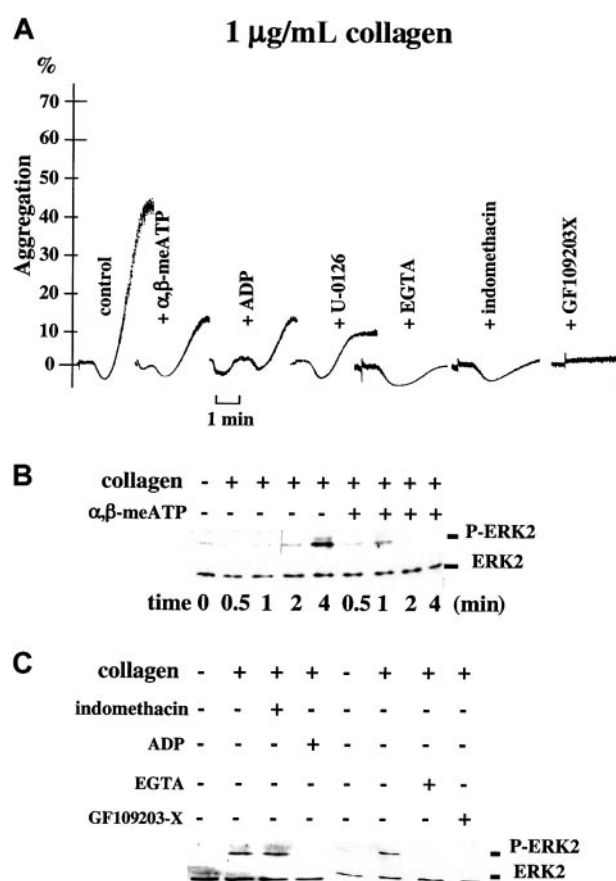 A
1 µg/mL collagen
%
70
60
50
40
30
20
10
0
Aggregation
control
+ α,β-meATP
+ ADP
+ U-0126
+ EGTA
+ indomethacin
+ GF109203X
1 min
B
collagen - + + + + + + + +
α,β-meATP - - - - - + + + +
P-ERK2
ERK2
time 0 0.5 1 2 4 0.5 1 2 4 (min)
C
collagen - + + + - + + +
indomethacin - - + - - - - -
ADP - - - + - - - -
EGTA - - - - - - + -
GF109203-X - - - - - - - +
P-ERK2
ERK2